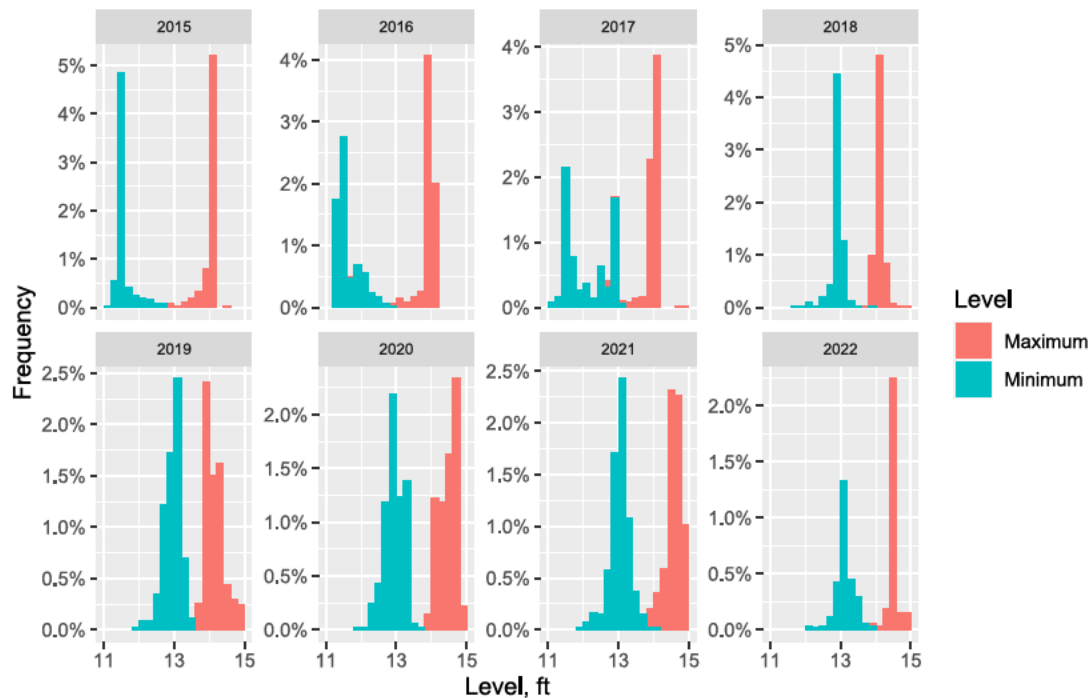 2015 2016 2017 2018
5% 4% 4% 5%
4% 3% 3% 4%
3% 2% 2% 3%
2% 1% 1% 2%
1% 0% 0% 1%
0% 0%
Frequency
Level
Maximum
Minimum
2019 2020 2021 2022
2.5% 2.0% 2.5% 2.0%
2.0% 1.5% 2.0% 1.5%
1.5% 1.0% 1.5% 1.0%
1.0% 0.5% 1.0% 0.5%
0.5% 0.0% 0.5% 0.0%
0.0% 0.0%
11 13 15 11 13 15 11 13 15 11 13 15
Level, ft